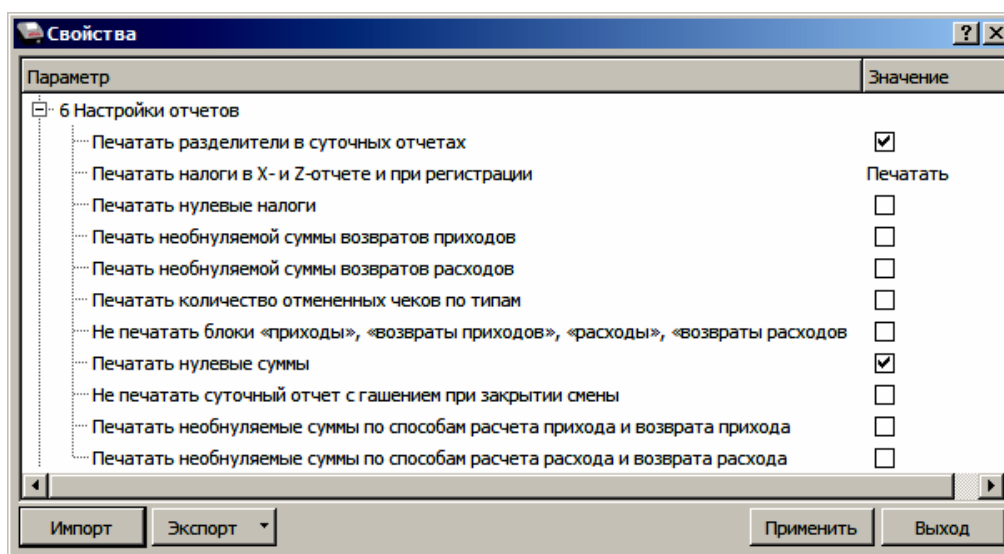 Свойства
Параметр Значение
6 Настройки отчетов
Печатать разделители в суточных отчетах
Печатать налоги в X- и Z-отчете и при регистрации Печатать
Печатать нулевые налоги
Печать необнуляемой суммы возвратов приходов
Печать необнуляемой суммы возвратов расходов
Печатать количество отмененных чеков по типам
Не печатать блоки «приходы», «возвраты приходов», «расходы», «возвраты расходов
Печатать нулевые суммы
Не печатать суточный отчет с гашением при закрытии смены
Печатать необнуляемые суммы по способам расчета прихода и возврата прихода
Печатать необнуляемые суммы по способам расчета расхода и возврата расхода
Импорт Экспорт Применить Выход